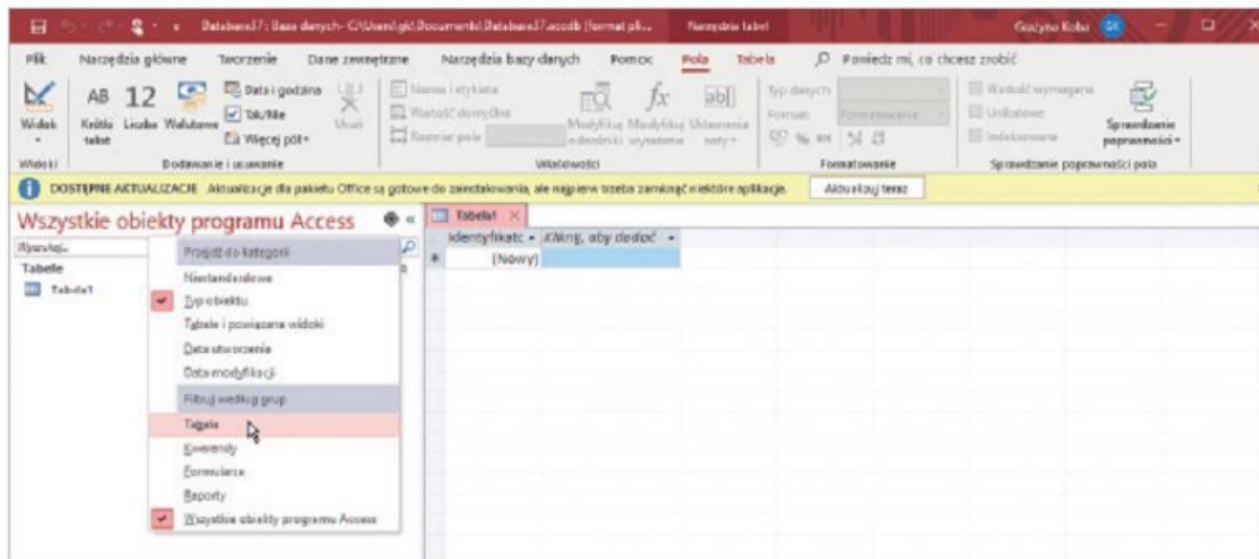 Database37 : Baza danych- C:\Users\gk\Documents\Database37.accdb (format pli... Narzędzia tabel Grażyna Koba GK
Plik Narzędzia główne Tworzenie Dane zewnętrzne Narzędzia bazy danych Pomoc Pola Tabela Powiedz mi, co chcesz zrobić
Widok
AB Krótki tekst
12 Liczba
Walutowe
Data i godzina
Tak/Nie
Więcej pól
Usuń
Nazwa i etykieta
Wartość domyślna
Rozmiar pola
Modyfikuj odnośniki
fx Modyfikuj wyrażenie
ab Ustawienia
Typ danych:
Format: Formatowanie
%
Wartość wymagana
Unikatowe
Indeksowane
Sprawdzanie poprawności
Widoki Dodawanie i usuwanie Właściwości Formatowanie Sprawdzanie poprawności pola
DOSTĘPNE AKTUALIZACJE Aktualizacje dla pakietu Office są gotowe do zainstalowania, ale najpierw trzeba zamknąć niektóre aplikacje. Aktualizuj teraz
Wszystkie obiekty programu Access
Wyszukaj...
Tabele
Tabela1
Przejdź do kategorii
Niestandardowe
Typ obiektu
Tabele i powiązane widoki
Data utworzenia
Data modyfikacji
Filtruj według grup
Tabele
Kwerendy
Formularze
Raporty
Wszystkie obiekty programu Access
Tabela1
Identyfikatc Kliknij, aby dodać
(Nowy)